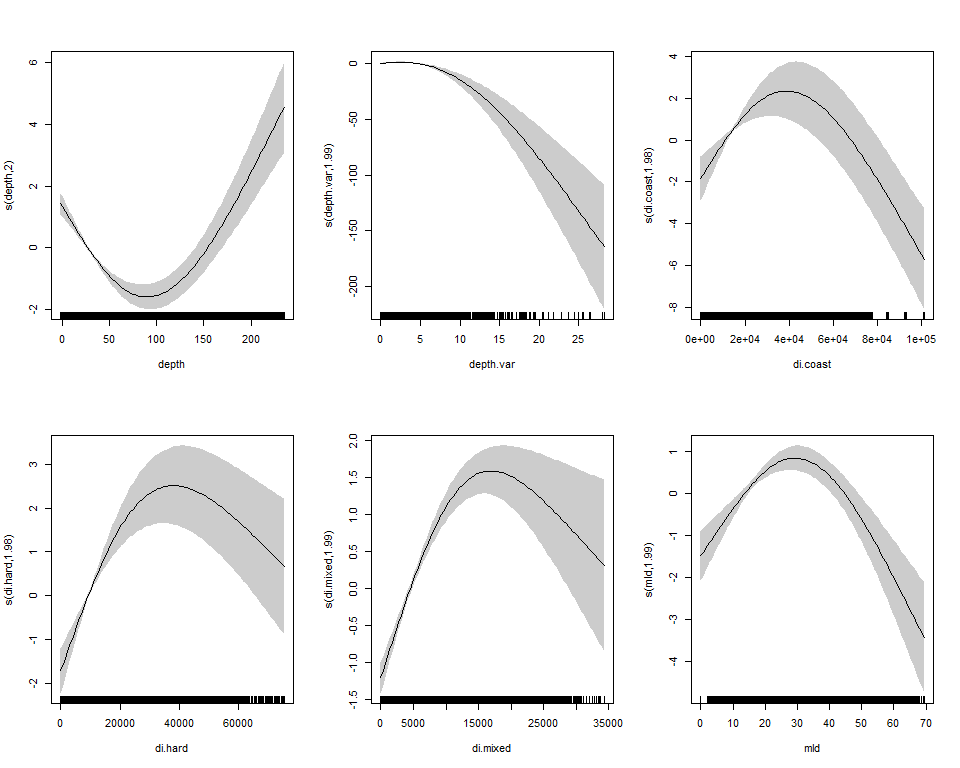 s(depth,2)
6
4
2
0
-2
0 50 100 150 200
depth
s(depth.var,1.99)
0
-50
-100
-150
-200
0 5 10 15 20 25
depth.var
s(di.coast,1.98)
4
2
0
-2
-4
-6
-8
0e+00 2e+04 4e+04 6e+04 8e+04 1e+05
di.coast
s(di.hard,1.98)
3
2
1
0
-1
-2
0 20000 40000 60000
di.hard
s(di.mixed,1.99)
2.0
1.5
1.0
0.5
0.0
-0.5
-1.0
-1.5
0 5000 15000 25000 35000
di.mixed
s(mld,1.99)
1
0
-1
-2
-3
-4
0 10 20 30 40 50 60 70
mld